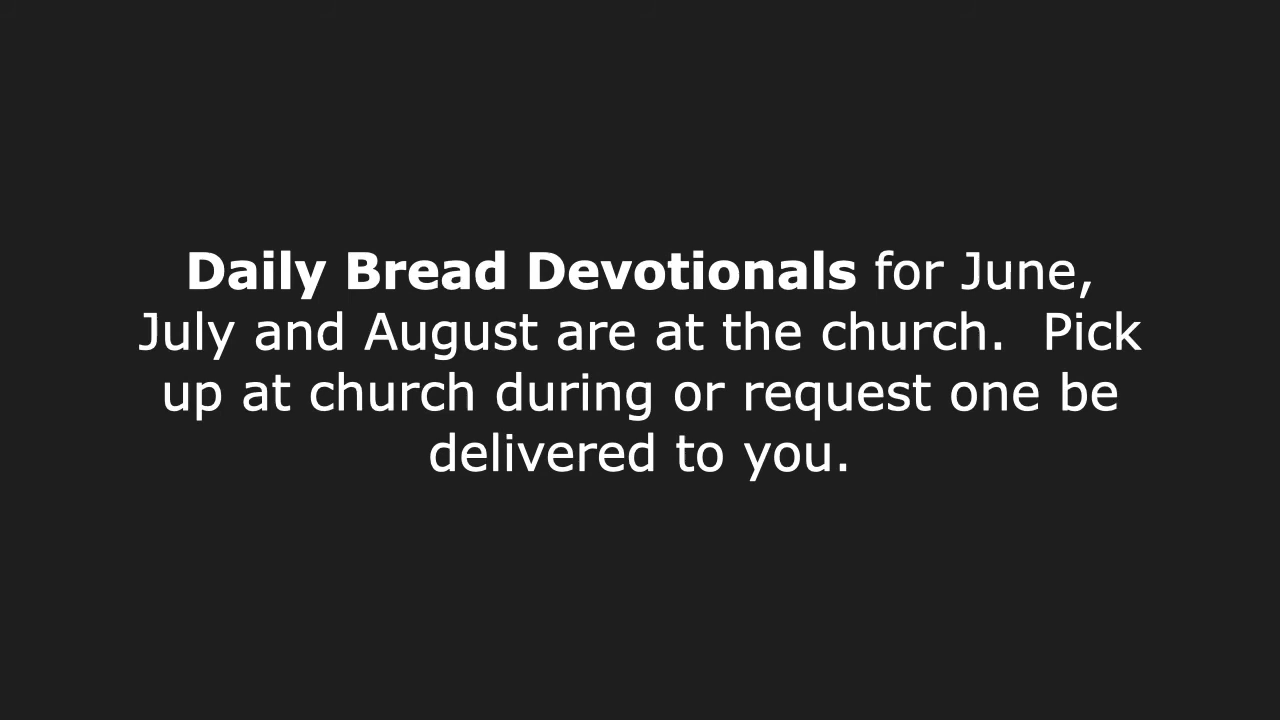 Daily Bread Devotionals for June,
July and August are at the church.  Pick
up at church during or request one be
delivered to you.